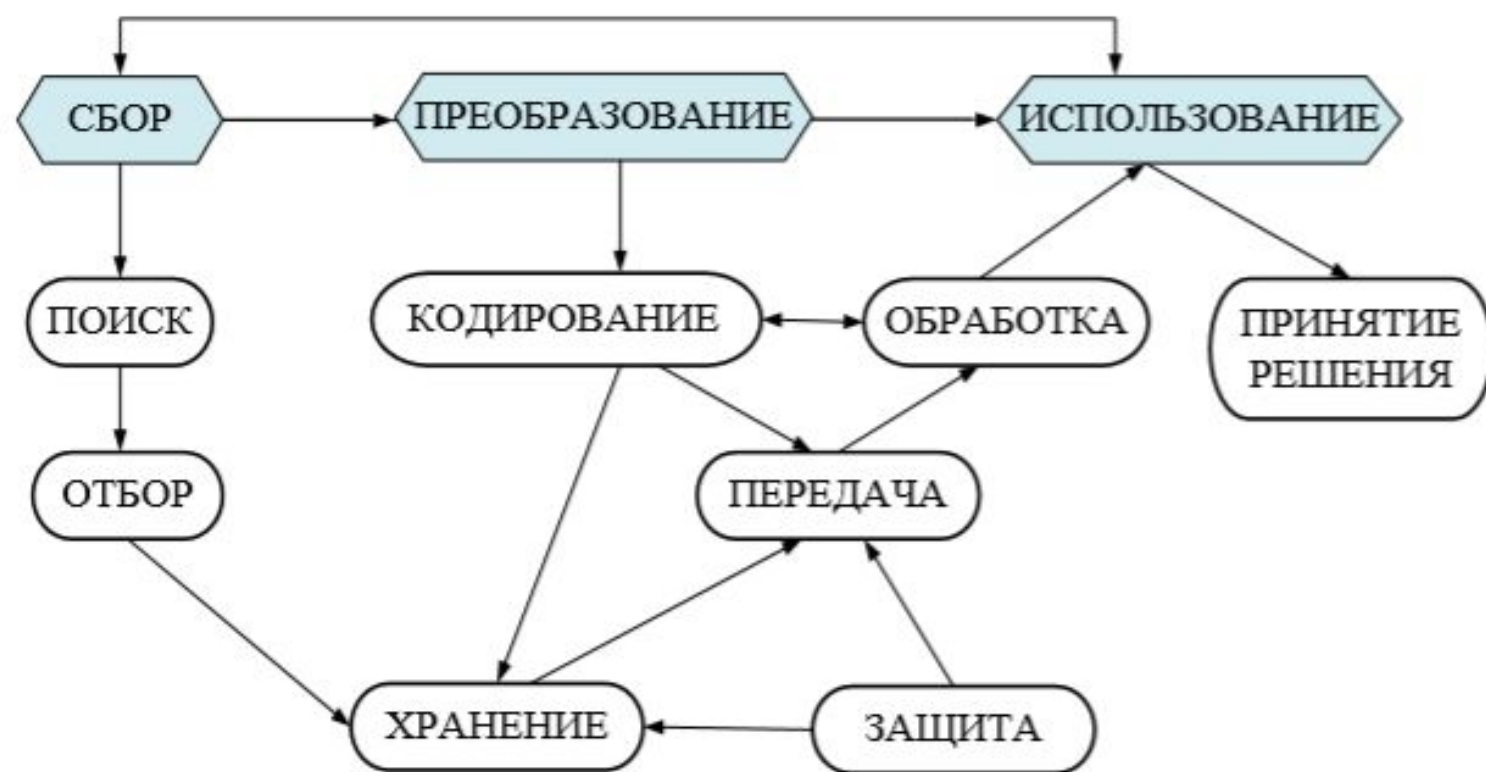 СБОР
ПРЕОБРАЗОВАНИЕ
ИСПОЛЬЗОВАНИЕ
ПОИСК
КОДИРОВАНИЕ
ОБРАБОТКА
ПРИНЯТИЕ
РЕШЕНИЯ
ОТБОР
ПЕРЕДАЧА
ХРАНЕНИЕ
ЗАЩИТА